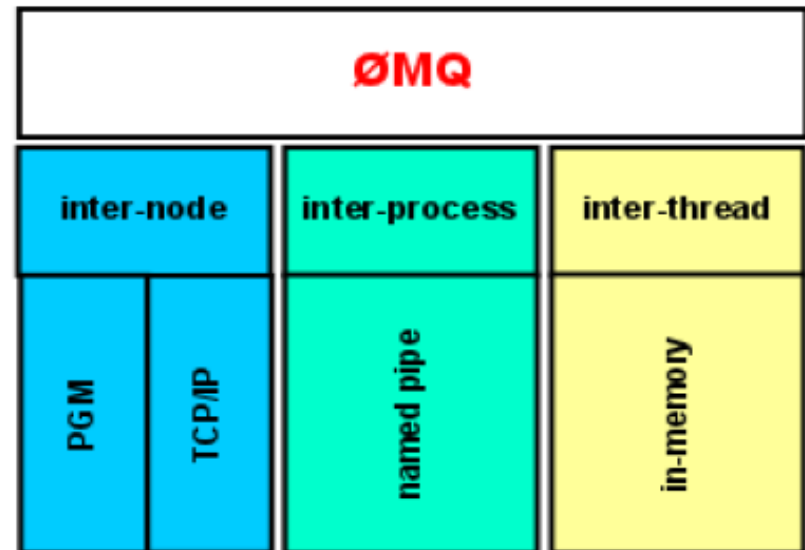 ØMQ
inter-node
inter-process
inter-thread
PGM
TCP/IP
named pipe
in-memory